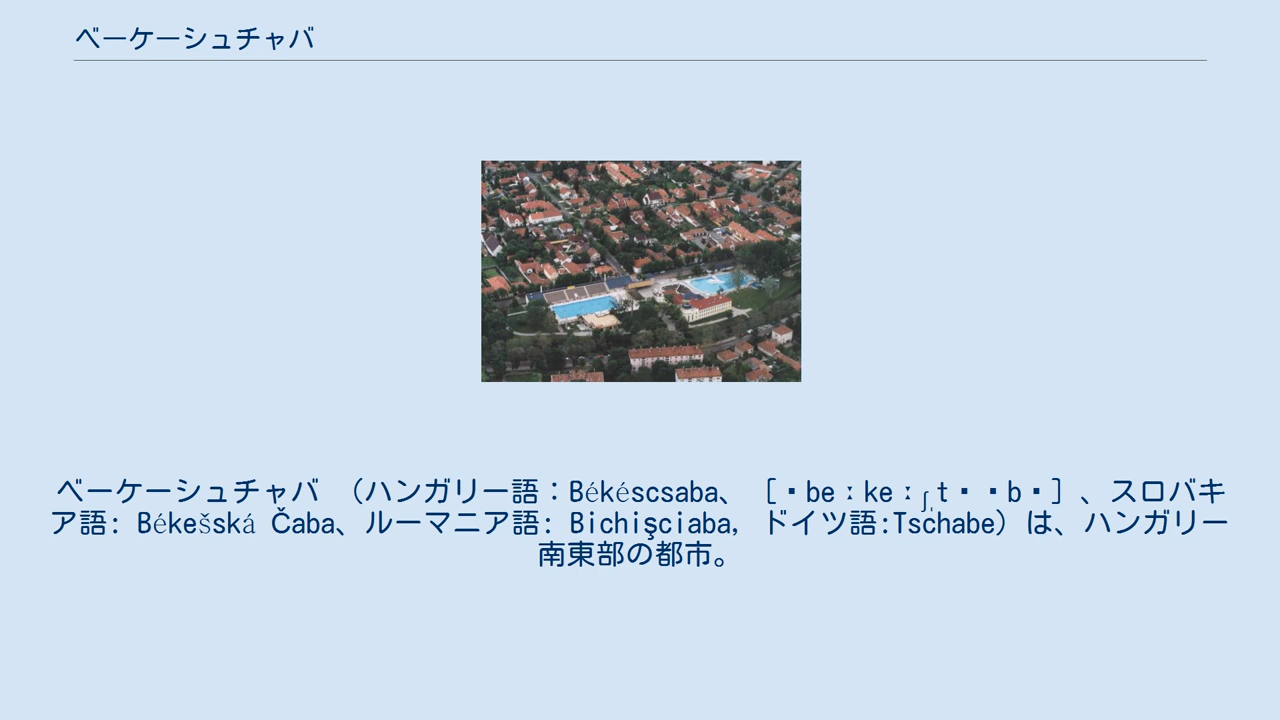 ベーケーシュチャバ
ベーケーシュチャバ （ハンガリー語：Békéscsaba、 ［・beːkeːʃt・・b・］、スロバキ
ア語: Békešská Čaba、ルーマニア語: Bichişciaba, ドイツ語:Tschabe）は、ハンガリー
南東部の都市。